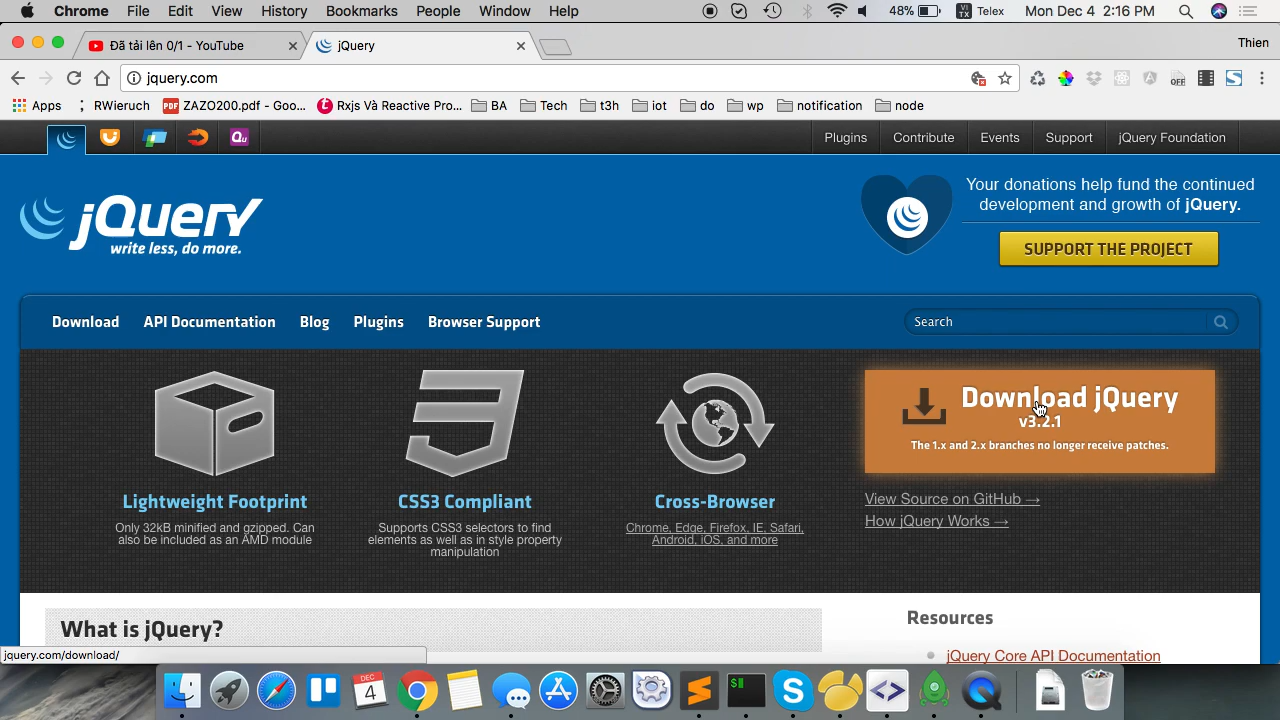 Chrome File Edit View History Bookmarks People Window Help 48% VI TX Telex Mon Dec 4 2:16 PM
Đã tải lên 0/1 - YouTube jQuery Thien
jquery.com OFF
Apps RWieruch PDF ZAZO200.pdf - Goo... t Rxjs Và Reactive Pro... BA Tech t3h iot do wp notification node
Qu Plugins Contribute Events Support jQuery Foundation
jQuery
write less, do more.
Your donations help fund the continued
development and growth of jQuery.
SUPPORT THE PROJECT
Download API Documentation Blog Plugins Browser Support Search
Lightweight Footprint
Only 32kB minified and gzipped. Can
also be included as an AMD module
CSS3 Compliant
Supports CSS3 selectors to find
elements as well as in style property
manipulation
Cross-Browser
Chrome, Edge, Firefox, IE, Safari,
Android, iOS, and more
Download jQuery
v3.2.1
The 1.x and 2.x branches no longer receive patches.
View Source on GitHub →
How jQuery Works →
What is jQuery?
Resources
jQuery Core API Documentation
jquery.com/download/
DEC
4
$
S